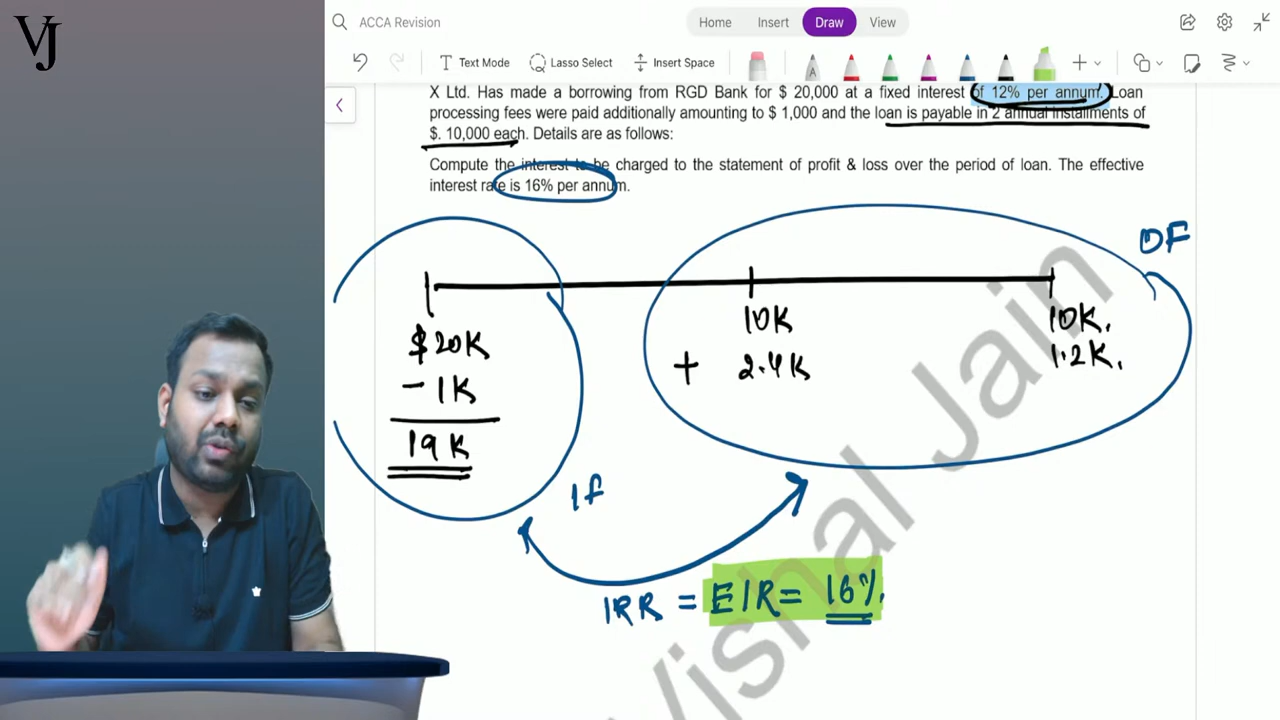 VJ
ACCA Revision
Home Insert Draw View
Text Mode Lasso Select Insert Space
X Ltd. Has made a borrowing from RGD Bank for $ 20,000 at a fixed interest of 12% per annum. Loan
processing fees were paid additionally amounting to $ 1,000 and the loan is payable in 2 annual installments of
$. 10,000 each. Details are as follows:
Compute the interest to be charged to the statement of profit & loss over the period of loan. The effective
interest rate is 16% per annum.
OF
$20K
- 1K
19K
10K
+ 2.4K
10K.
1.2K.
If
IRR = EIR = 16%.
Vishal Jain